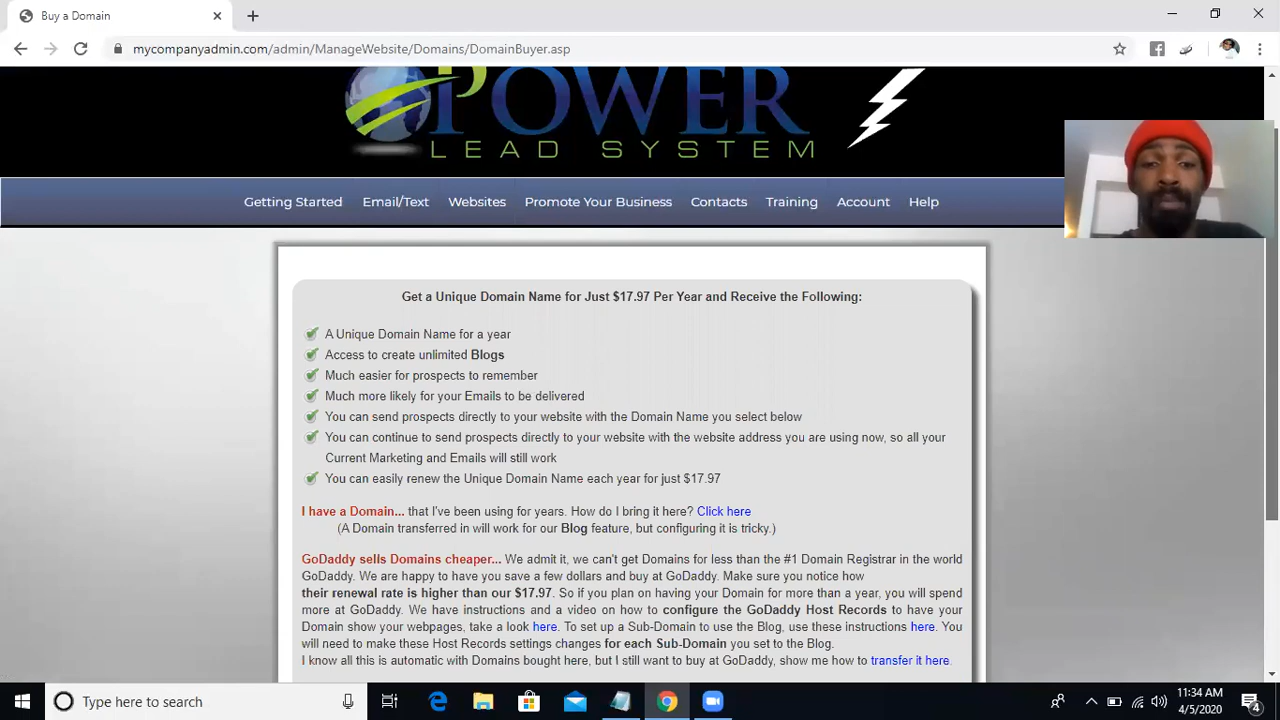 Buy a Domain
mycompanyadmin.com/admin/ManageWebsite/Domains/DomainBuyer.asp
POWER
LEAD SYSTEM
Getting Started Email/Text Websites Promote Your Business Contacts Training Account Help
Get a Unique Domain Name for Just $17.97 Per Year and Receive the Following:
A Unique Domain Name for a year
Access to create unlimited Blogs
Much easier for prospects to remember
Much more likely for your Emails to be delivered
You can send prospects directly to your website with the Domain Name you select below
You can continue to send prospects directly to your website with the website address you are using now, so all your
Current Marketing and Emails will still work
You can easily renew the Unique Domain Name each year for just $17.97
I have a Domain... that I've been using for years. How do I bring it here? Click here
(A Domain transferred in will work for our Blog feature, but configuring it is tricky.)
GoDaddy sells Domains cheaper... We admit it, we can't get Domains for less than the #1 Domain Registrar in the world
GoDaddy. We are happy to have you save a few dollars and buy at GoDaddy. Make sure you notice how
their renewal rate is higher than our $17.97. So if you plan on having your Domain for more than a year, you will spend
more at GoDaddy. We have instructions and a video on how to configure the GoDaddy Host Records to have your
Domain show your webpages, take a look here. To set up a Sub-Domain to use the Blog, use these instructions here. You
will need to make these Host Records settings changes for each Sub-Domain you set to the Blog.
I know all this is automatic with Domains bought here, but I still want to buy at GoDaddy, show me how to transfer it here.
Type here to search
11:34 AM
4/5/2020
4